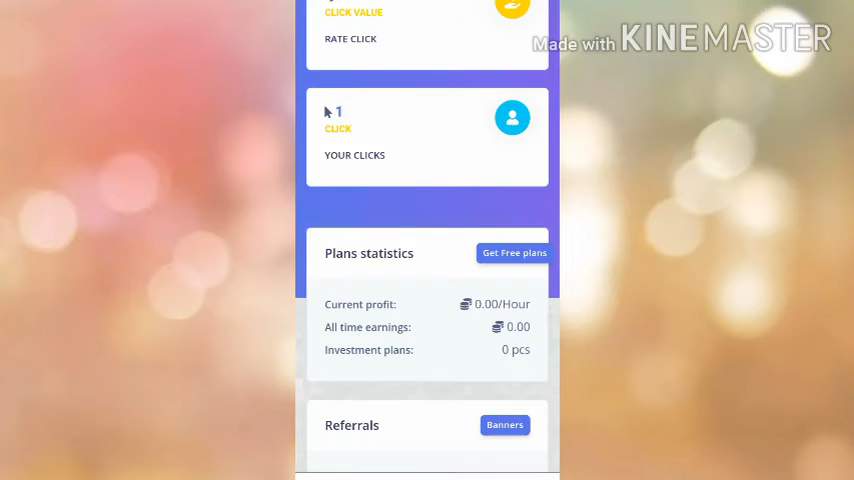 CLICK VALUE
RATE CLICK
Made with KINEMASTER
1
CLICK
YOUR CLICKS
Plans statistics
Get Free plans
Current profit: 0.00/Hour
All time earnings: 0.00
Investment plans: 0 pcs
Referrals
Banners